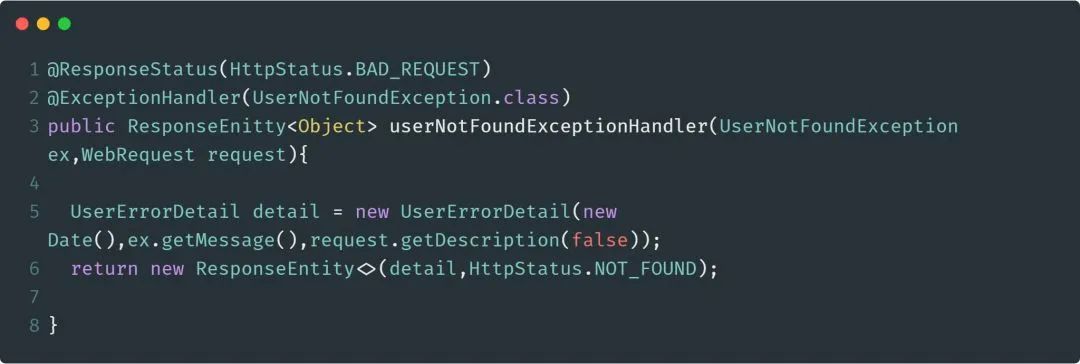 1 @ResponseStatus(HttpStatus.BAD_REQUEST)
2 @ExceptionHandler(UserNotFoundException.class)
3 public ResponseEnitty<Object> userNotFoundExceptionHandler(UserNotFoundException
ex,WebRequest request){
4
5 UserErrorDetail detail = new UserErrorDetail(new
Date(),ex.getMessage(),request.getDescription(false));
6 return new ResponseEntity<>(detail,HttpStatus.NOT_FOUND);
7
8 }